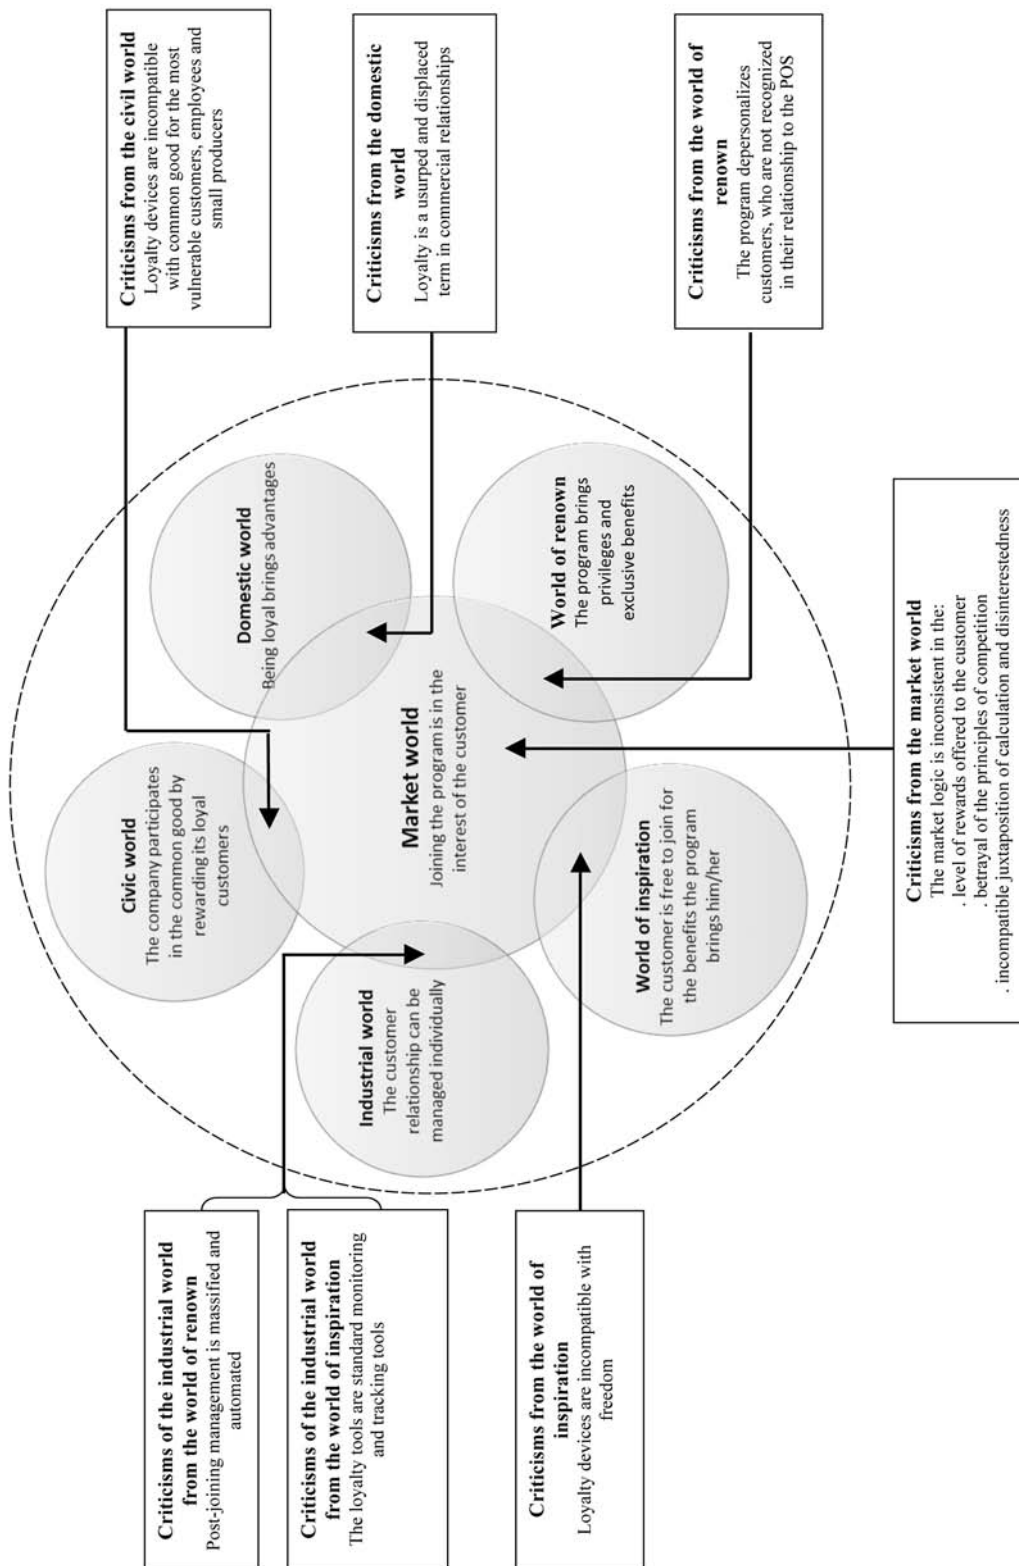 Criticisms of the industrial world
from the world of renown
Post-joining management is massified and
automated
Criticisms of the industrial world
from the world of inspiration
The loyalty tools are standard monitoring
and tracking tools
Criticisms from the world of
inspiration
Loyalty devices are incompatible with
freedom
Criticisms from the civil world
Loyalty devices are incompatible
with common good for the most
vulnerable customers, employees and
small producers
Criticisms from the domestic
world
Loyalty is a usurped and displaced
term in commercial relationships
Criticisms from the world of
renown
The program depersonalizes
customers, who are not recognized
in their relationship to the POS
Civic world
The company participates
in the common good by
rewarding its loyal
customers
Domestic world
Being loyal brings advantages
Industrial world
The customer
relationship can be
managed individually
Market world
Joining the program is in the
interest of the customer
World of renown
The program brings
privileges and
exclusive benefits
World of inspiration
The customer is free to join for
the benefits the program
brings him/her
Criticisms from the market world
The market logic is inconsistent in the:
. level of rewards offered to the customer
. betrayal of the principles of competition
. incompatible juxtaposition of calculation and disinterestedness